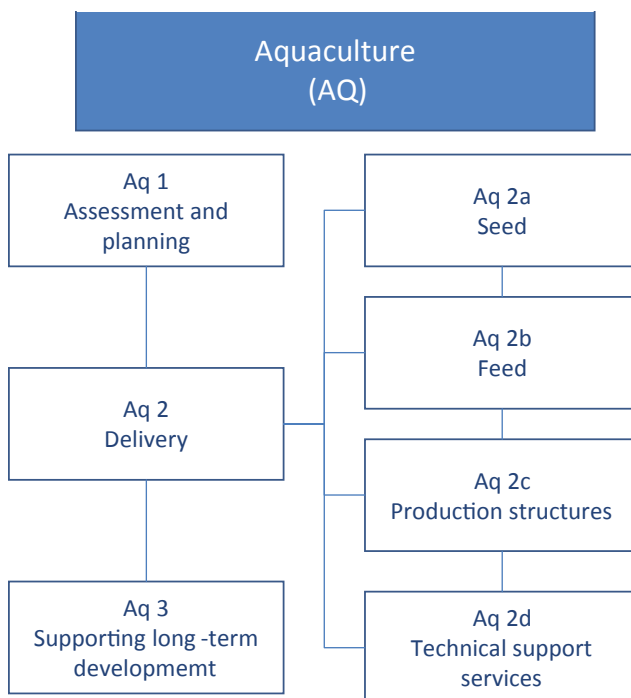 Aquaculture
(AQ)
Aq 1
Assessment and
planning
Aq 2
Delivery
Aq 3
Supporting long -term
developmemt
Aq 2a
Seed
Aq 2b
Feed
Aq 2c
Production structures
Aq 2d
Technical support
services